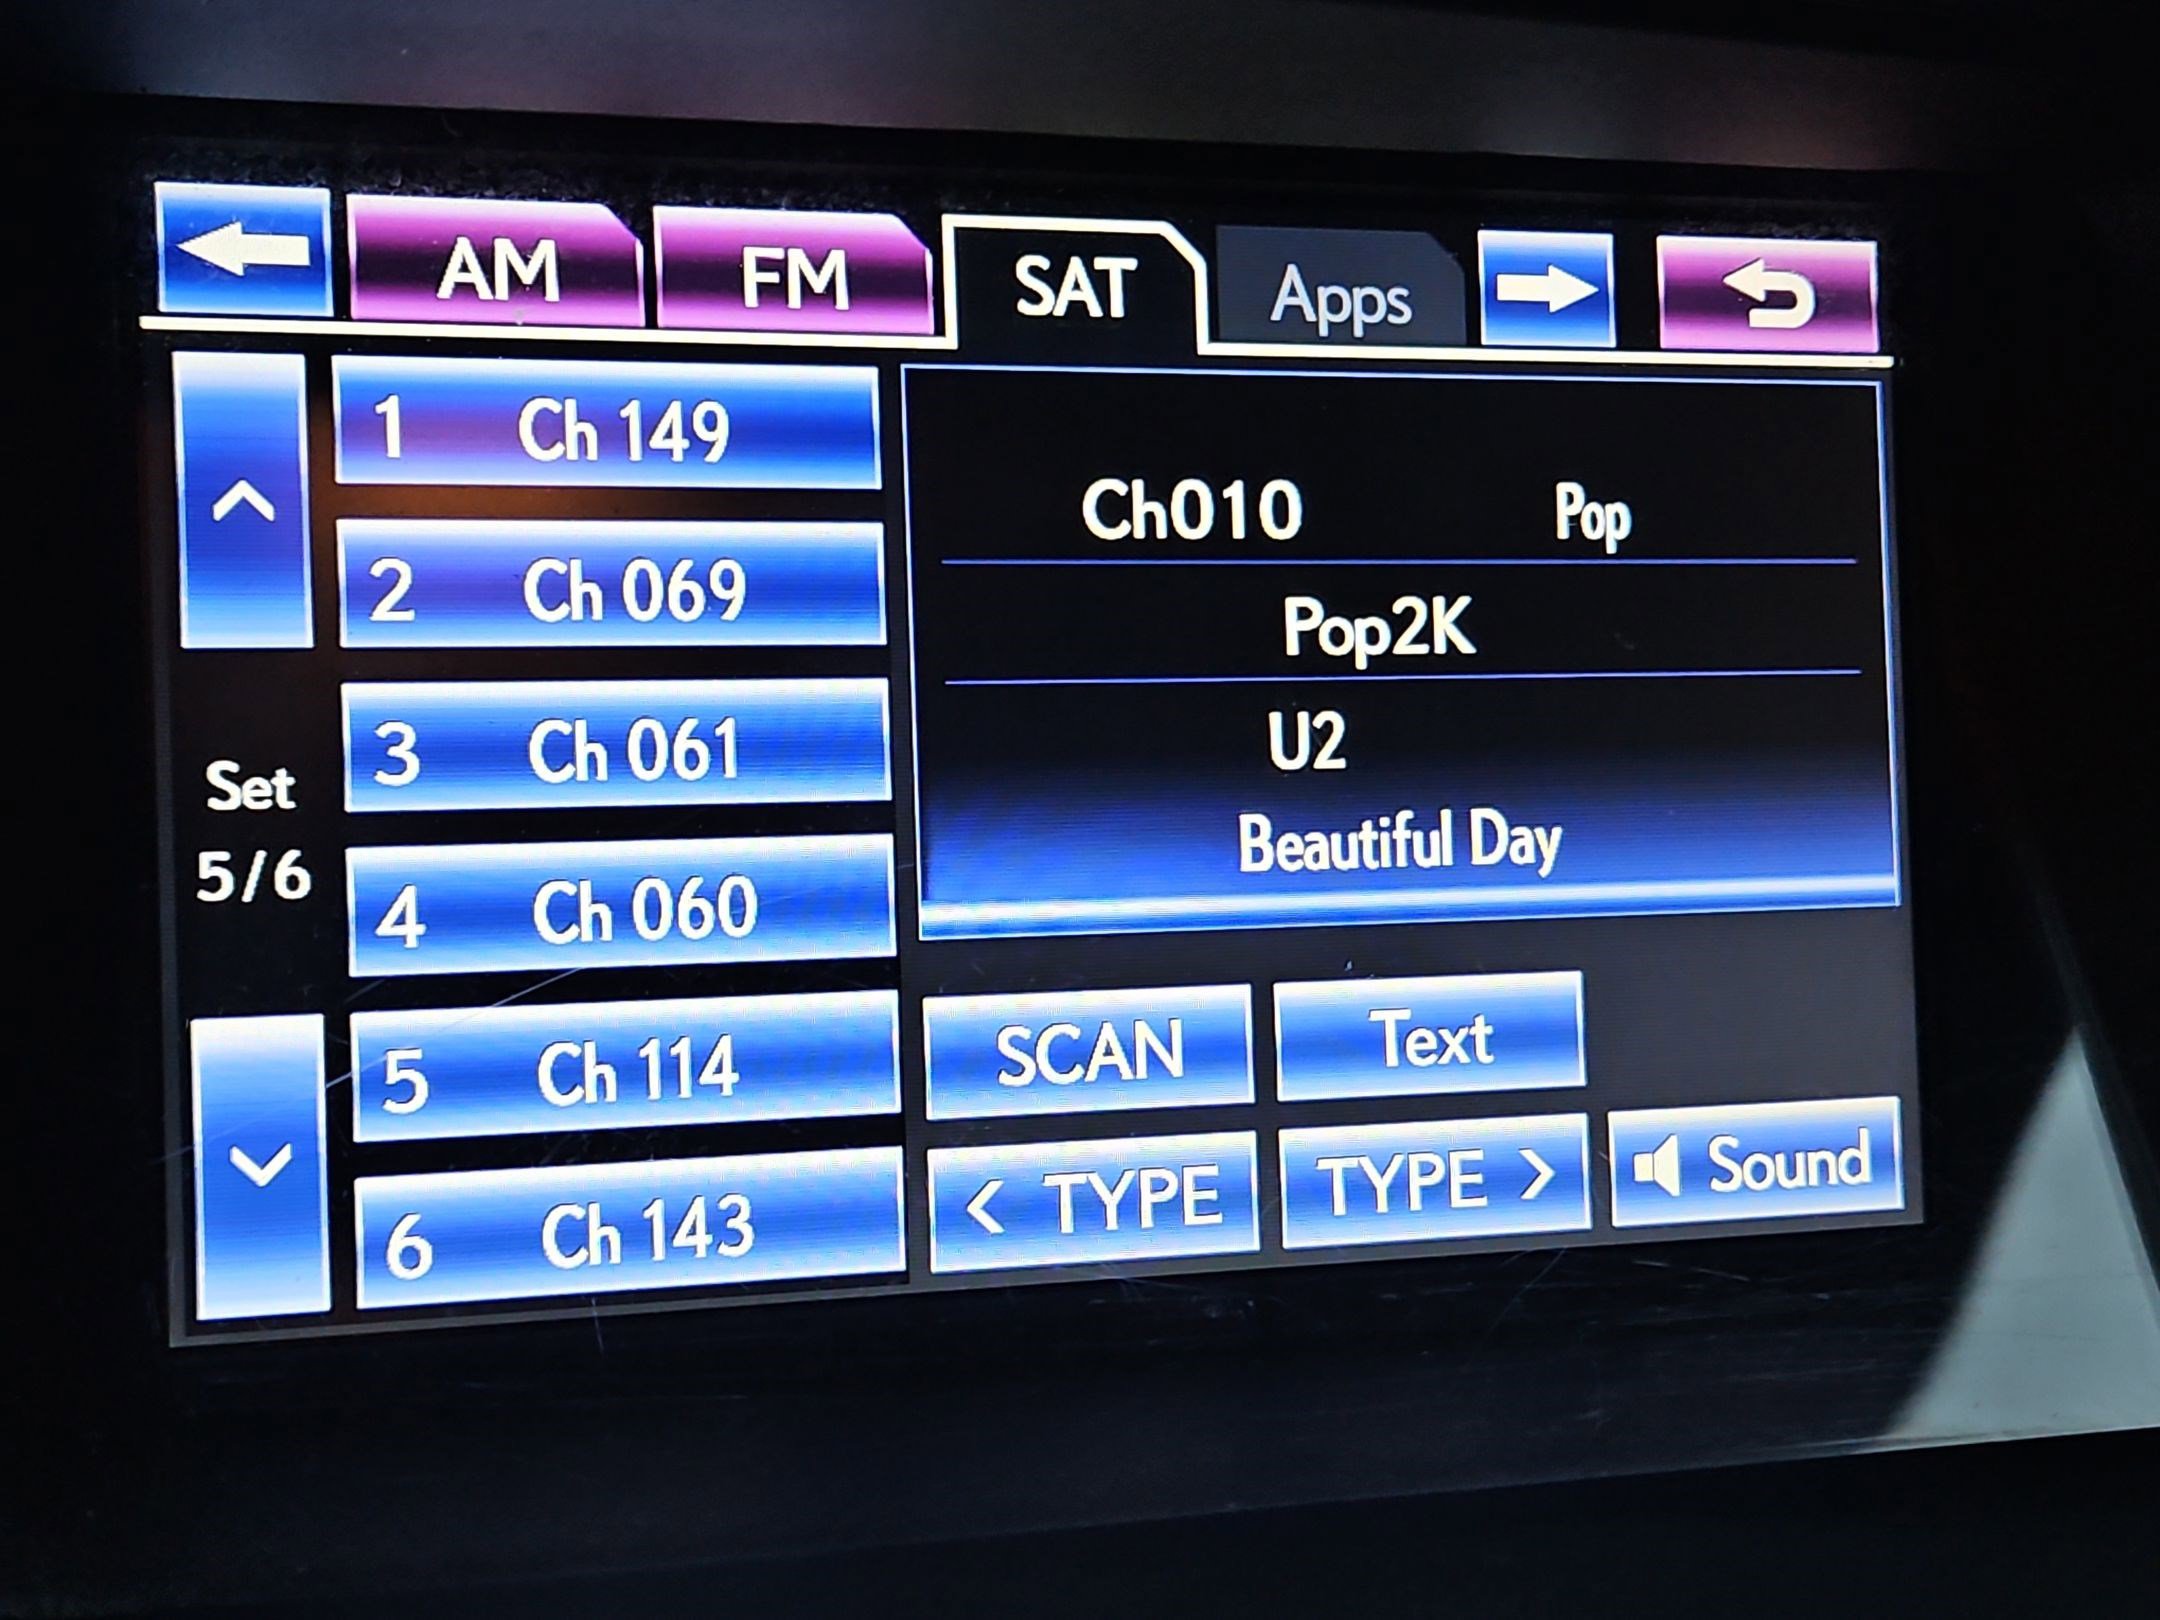 AM FM SAT Apps
1 Ch 149
2 Ch 069
3 Ch 061
4 Ch 060
5 Ch 114
6 Ch 143
Set
5/6
Ch010 Pop
Pop2K
U2
Beautiful Day
SCAN Text
< TYPE TYPE > Sound